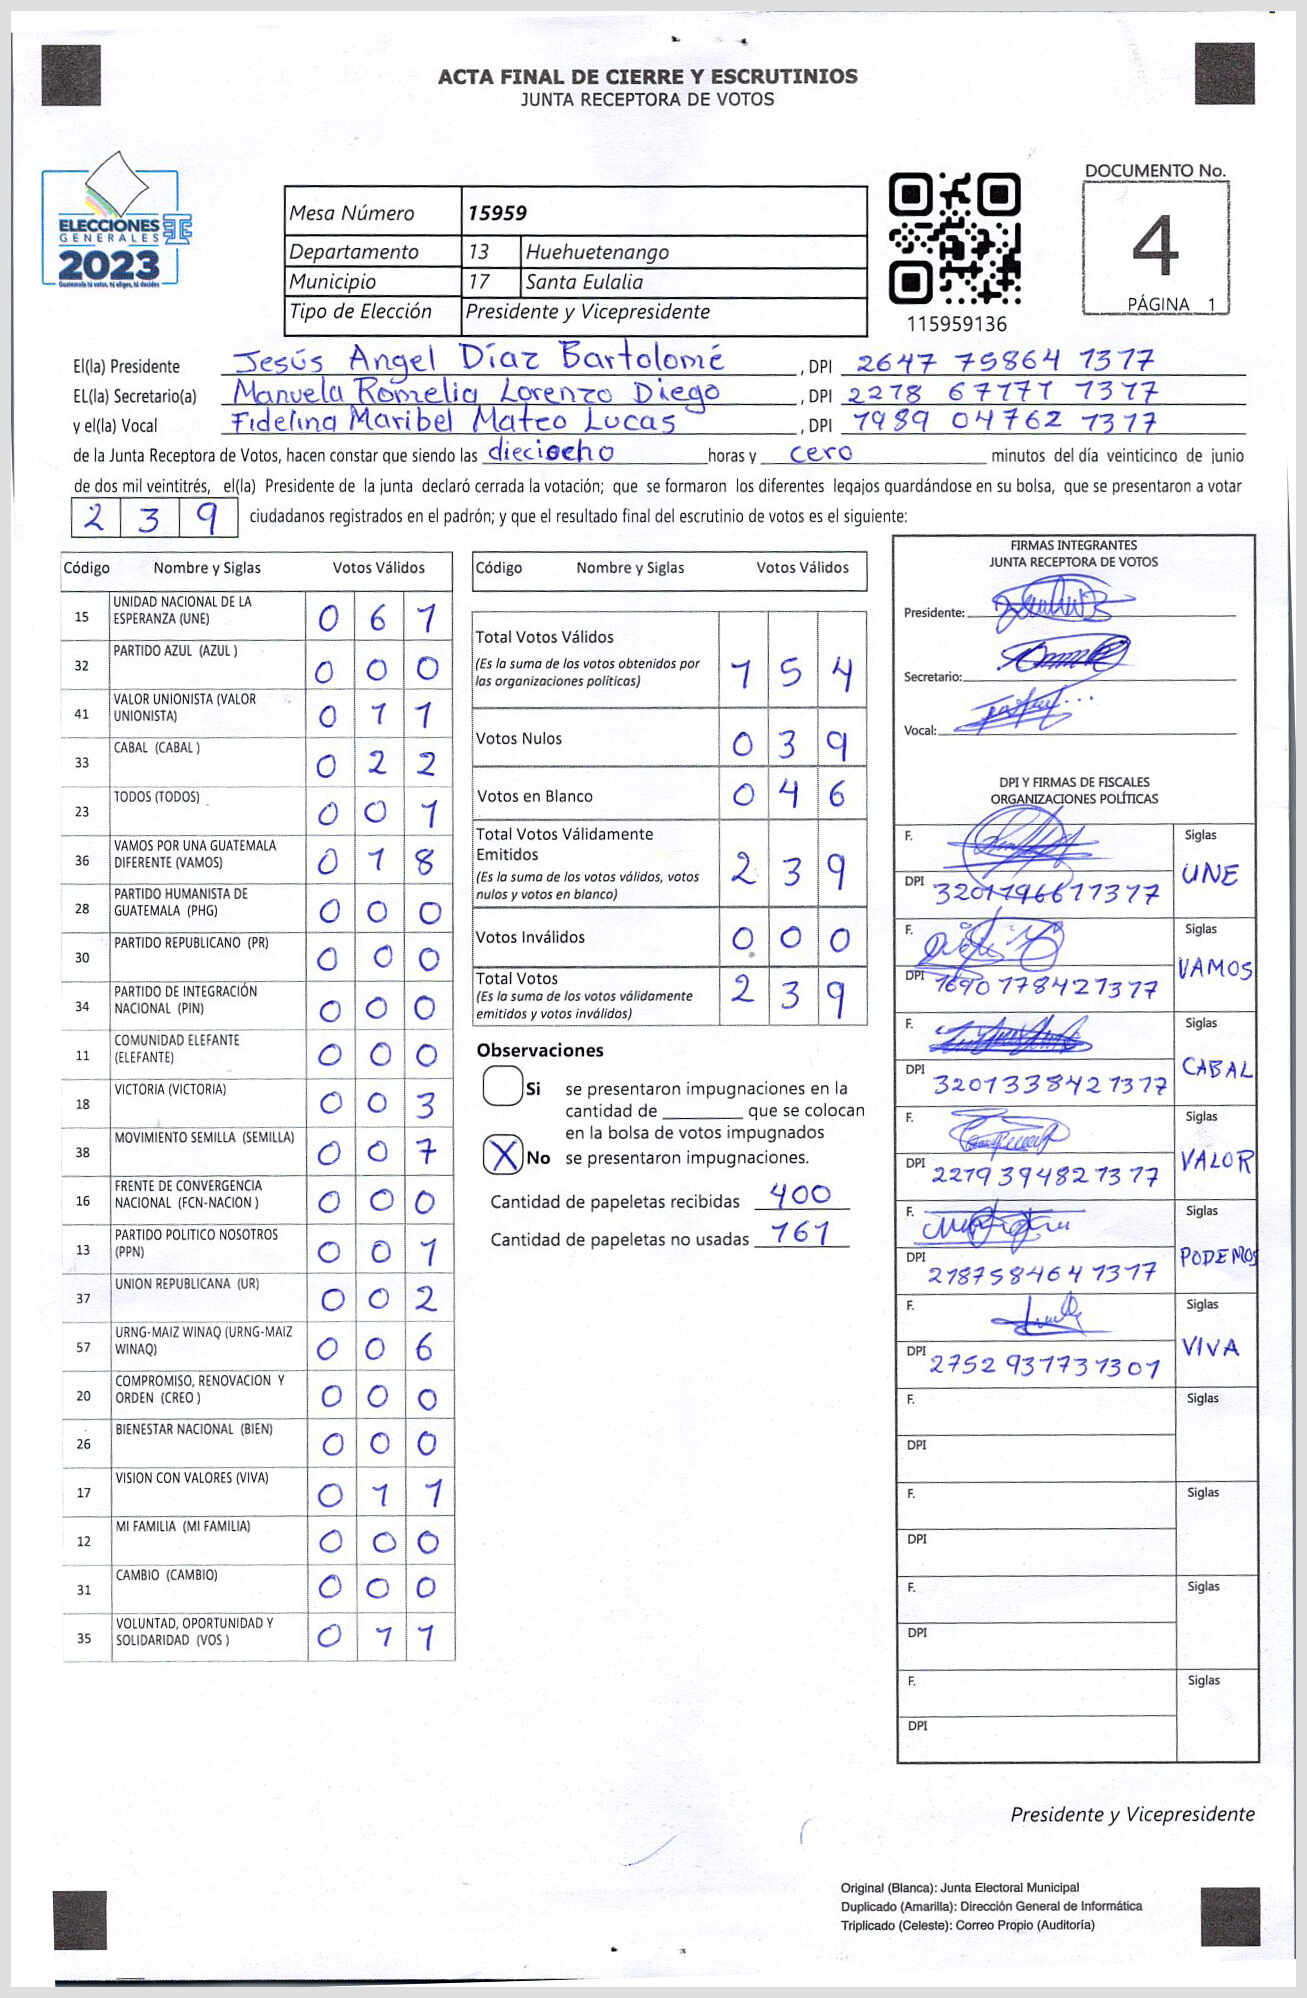 ACTA FINAL DE CIERRE Y ESCRUTINIOS
JUNTA RECEPTORA DE VOTOS
ELECCIONES
GENERALES
2023
Guatemala tú votas, tú eliges, tú decides
Mesa Número 15959
Departamento 13 Huehuetenango
Municipio 17 Santa Eulalia
Tipo de Elección Presidente y Vicepresidente
115959136
DOCUMENTO No.
4
PÁGINA 1
El(la) Presidente Jesús Angel Díaz Bartolomé , DPI 2647 75864 1317
EL(la) Secretario(a) Manuela Romelia Lorenzo Diego , DPI 2278 67171 1317
y el(la) Vocal Fidelina Maribel Mateo Lucas , DPI 1989 04762 1317
de la Junta Receptora de Votos, hacen constar que siendo las dieciocho horas y cero minutos del día veinticinco de junio
de dos mil veintitrés, el(la) Presidente de la junta declaró cerrada la votación; que se formaron los diferentes legajos guardándose en su bolsa, que se presentaron a votar
239 ciudadanos registrados en el padrón; y que el resultado final del escrutinio de votos es el siguiente:
Código Nombre y Siglas Votos Válidos
15 UNIDAD NACIONAL DE LA
ESPERANZA (UNE) 0 6 1
32 PARTIDO AZUL (AZUL ) 0 0 0
41 VALOR UNIONISTA (VALOR
UNIONISTA) 0 1 1
33 CABAL (CABAL ) 0 2 2
23 TODOS (TODOS) 0 0 1
36 VAMOS POR UNA GUATEMALA
DIFERENTE (VAMOS) 0 1 8
28 PARTIDO HUMANISTA DE
GUATEMALA (PHG) 0 0 0
30 PARTIDO REPUBLICANO (PR) 0 0 0
34 PARTIDO DE INTEGRACIÓN
NACIONAL (PIN) 0 0 0
11 COMUNIDAD ELEFANTE
(ELEFANTE) 0 0 0
18 VICTORIA (VICTORIA) 0 0 3
38 MOVIMIENTO SEMILLA (SEMILLA) 0 0 7
16 FRENTE DE CONVERGENCIA
NACIONAL (FCN-NACION ) 0 0 0
13 PARTIDO POLITICO NOSOTROS
(PPN) 0 0 1
37 UNION REPUBLICANA (UR) 0 0 2
57 URNG-MAIZ WINAQ (URNG-MAIZ
WINAQ) 0 0 6
20 COMPROMISO, RENOVACION Y
ORDEN (CREO ) 0 0 0
26 BIENESTAR NACIONAL (BIEN) 0 0 0
17 VISION CON VALORES (VIVA) 0 1 1
12 MI FAMILIA (MI FAMILIA) 0 0 0
31 CAMBIO (CAMBIO) 0 0 0
35 VOLUNTAD, OPORTUNIDAD Y
SOLIDARIDAD (VOS ) 0 1 1
Código Nombre y Siglas Votos Válidos
Total Votos Válidos
(Es la suma de los votos obtenidos por
las organizaciones políticas) 1 5 4
Votos Nulos 0 3 9
Votos en Blanco 0 4 6
Total Votos Válidamente
Emitidos
(Es la suma de los votos válidos, votos
nulos y votos en blanco) 2 3 9
Votos Inválidos 0 0 0
Total Votos
(Es la suma de los votos válidamente
emitidos y votos inválidos) 2 3 9
Observaciones
Si se presentaron impugnaciones en la
cantidad de ________ que se colocan
en la bolsa de votos impugnados
X No se presentaron impugnaciones.
Cantidad de papeletas recibidas 400
Cantidad de papeletas no usadas 161
FIRMAS INTEGRANTES
JUNTA RECEPTORA DE VOTOS
Presidente:
Secretario:
Vocal:
DPI Y FIRMAS DE FISCALES
ORGANIZACIONES POLÍTICAS
F. Siglas
DPI 3201196611317 UNE
F. Siglas
DPI 1690178421317 VAMOS
F. Siglas
DPI 3201338421317 CABAL
F. Siglas
DPI 2219394821317 VALOR
F. Siglas
DPI 2187584641317 PODEMOS
F. Siglas
DPI 2752937731301 VIVA
F. Siglas
DPI
F. Siglas
DPI
F. Siglas
DPI
F. Siglas
DPI
Presidente y Vicepresidente
Original (Blanca): Junta Electoral Municipal
Duplicado (Amarilla): Dirección General de Informática
Triplicado (Celeste): Correo Propio (Auditoría)